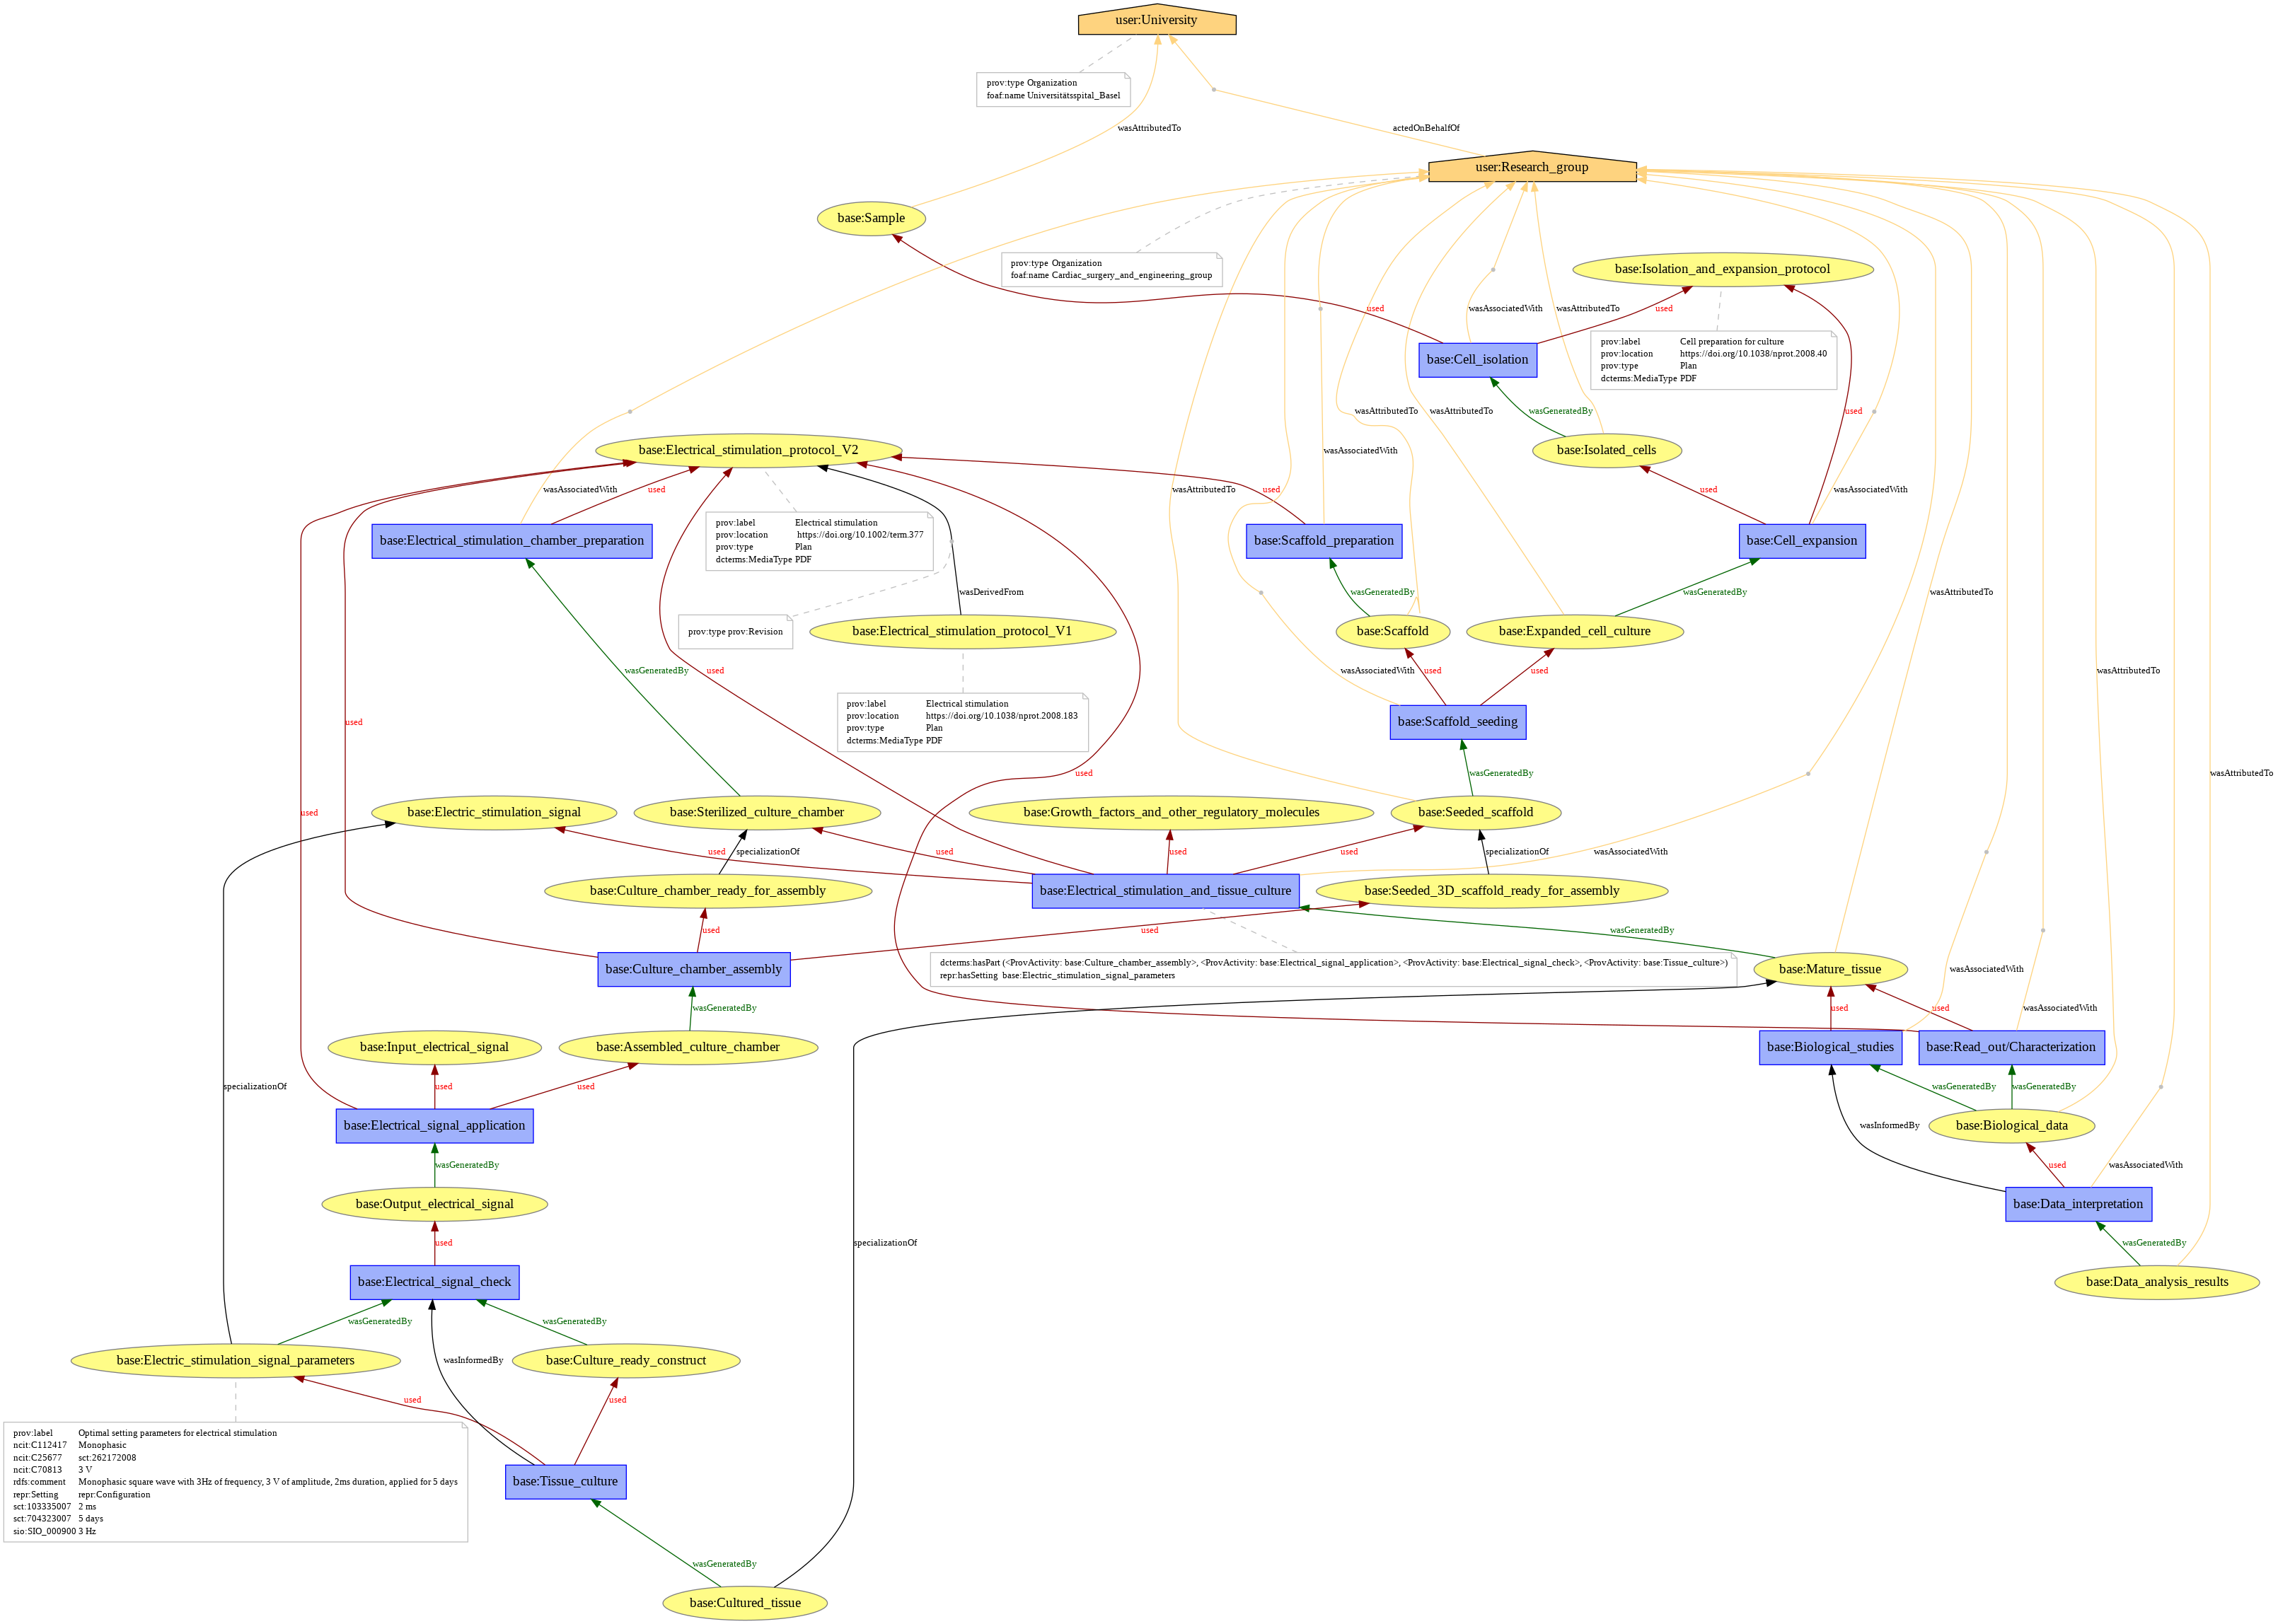 user:University
prov:type Organization
foaf:name Universitätsspital_Basel
wasAttributedTo
actedOnBehalfOf
user:Research_group
base:Sample
prov:type Organization
foaf:name Cardiac_surgery_and_engineering_group
base:Isolation_and_expansion_protocol
used
wasAssociatedWith
wasAttributedTo
used
prov:label Cell preparation for culture
prov:location https://doi.org/10.1038/nprot.2008.40
prov:type Plan
dcterms:MediaType PDF
base:Cell_isolation
wasAttributedTo
wasAttributedTo
wasGeneratedBy
used
base:Electrical_stimulation_protocol_V2
wasAssociatedWith
base:Isolated_cells
wasAssociatedWith
used
wasAttributedTo
used
used
wasAssociatedWith
prov:label Electrical stimulation
prov:location https://doi.org/10.1002/term.377
prov:type Plan
dcterms:MediaType PDF
base:Electrical_stimulation_chamber_preparation
base:Scaffold_preparation
base:Cell_expansion
wasDerivedFrom
wasGeneratedBy
wasGeneratedBy
wasAttributedTo
prov:type prov:Revision
base:Electrical_stimulation_protocol_V1
base:Scaffold
base:Expanded_cell_culture
wasGeneratedBy
used
wasAssociatedWith
used
used
wasAttributedTo
prov:label Electrical stimulation
prov:location https://doi.org/10.1038/nprot.2008.183
prov:type Plan
dcterms:MediaType PDF
used
base:Scaffold_seeding
used
wasGeneratedBy
wasAttributedTo
base:Electric_stimulation_signal
base:Sterilized_culture_chamber
base:Growth_factors_and_other_regulatory_molecules
base:Seeded_scaffold
used
used
specializationOf
used
used
used
specializationOf
wasAssociatedWith
base:Culture_chamber_ready_for_assembly
base:Electrical_stimulation_and_tissue_culture
base:Seeded_3D_scaffold_ready_for_assembly
used
used
wasGeneratedBy
base:Culture_chamber_assembly
dcterms:hasPart (<ProvActivity: base:Culture_chamber_assembly>, <ProvActivity: base:Electrical_signal_application>, <ProvActivity: base:Electrical_signal_check>, <ProvActivity: base:Tissue_culture>)
repr:hasSetting base:Electric_stimulation_signal_parameters
base:Mature_tissue
wasAssociatedWith
wasGeneratedBy
used
used
wasAssociatedWith
base:Input_electrical_signal
base:Assembled_culture_chamber
base:Biological_studies
base:Read_out/Characterization
specializationOf
used
used
wasGeneratedBy
wasGeneratedBy
base:Electrical_signal_application
wasInformedBy
base:Biological_data
wasGeneratedBy
used
wasAssociatedWith
base:Output_electrical_signal
base:Data_interpretation
used
specializationOf
wasGeneratedBy
base:Electrical_signal_check
base:Data_analysis_results
wasGeneratedBy
wasGeneratedBy
base:Electric_stimulation_signal_parameters
wasInformedBy
base:Culture_ready_construct
used
used
prov:label Optimal setting parameters for electrical stimulation
ncit:C112417 Monophasic
ncit:C25677 sct:262172008
ncit:C70813 3 V
rdfs:comment Monophasic square wave with 3Hz of frequency, 3 V of amplitude, 2ms duration, applied for 5 days
repr:Setting repr:Configuration
sct:103335007 2 ms
sct:704323007 5 days
sio:SIO_000900 3 Hz
base:Tissue_culture
wasGeneratedBy
base:Cultured_tissue